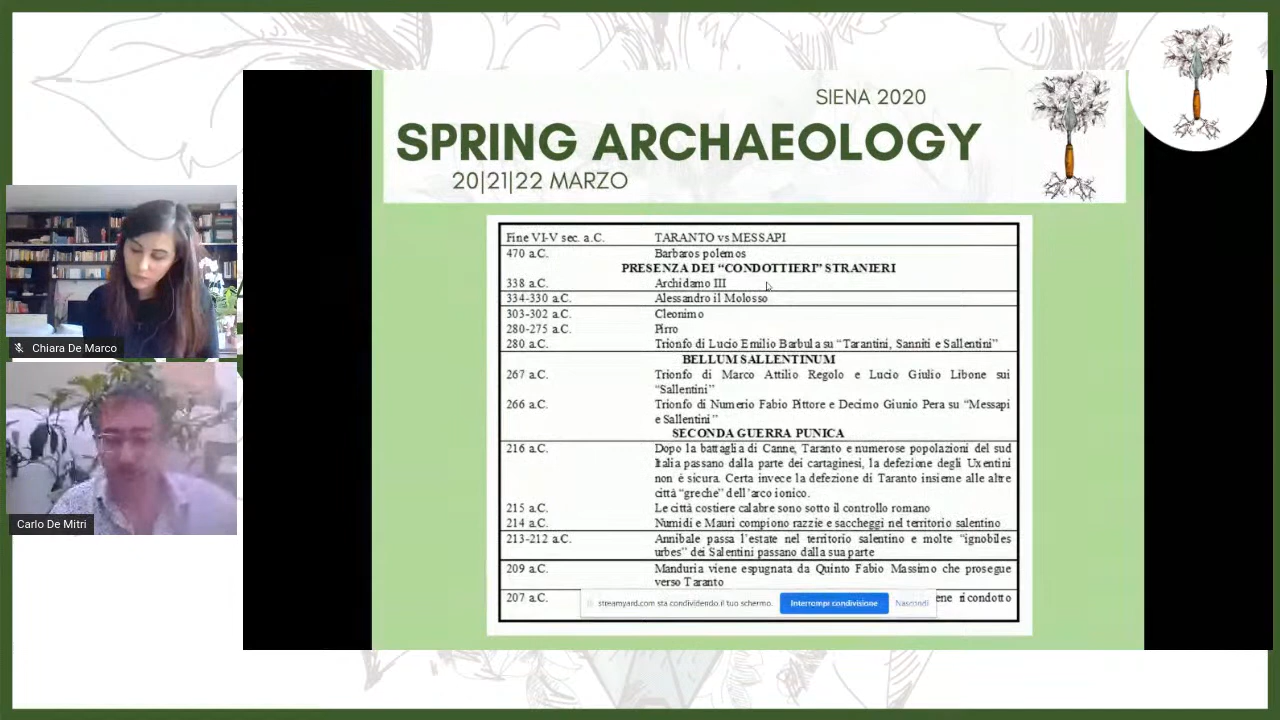 SIENA 2020
SPRING ARCHAEOLOGY
20|21|22 MARZO
Fine VI-V sec. a.C. TARANTO vs MESSAPI
470 a.C. Barbaros polemos
PRESENZA DEI “CONDOTTIERI” STRANIERI
338 a.C. Archidamo III
334-330 a.C. Alessandro il Molosso
303-302 a.C. Cleonimo
280-275 a.C. Pirro
280 a.C. Trionfo di Lucio Emilio Barbula su “Tarantini, Sanniti e Sallentini”
BELLUM SALLENTINUM
267 a.C. Trionfo di Marco Attilio Regolo e Lucio Giulio Libone sui
“Sallentini”
266 a.C. Trionfo di Numerio Fabio Pittore e Decimo Giunio Pera su “Messapi
e Sallentini”
SECONDA GUERRA PUNICA
216 a.C. Dopo la battaglia di Canne, Taranto e numerose popolazioni del sud
Italia passano dalla parte dei cartaginesi, la defezione degli Uxentini
non è sicura. Certa invece la defezione di Taranto insieme alle altre
città “greche” dell’arco ionico.
215 a.C. Le città costiere calabre sono sotto il controllo romano
214 a.C. Numidi e Mauri compiono razzie e saccheggi nel territorio salentino
213-212 a.C. Annibale passa l’estate nel territorio salentino e molte “ignobiles
urbes” dei Salentini passano dalla sua parte
209 a.C. Manduria viene espugnata da Quinto Fabio Massimo che prosegue
verso Taranto
207 a.C. ricondotto
streamyard.com sta condividendo il tuo schermo. Interrompi condivisione Nascondi
Chiara De Marco
Carlo De Mitri